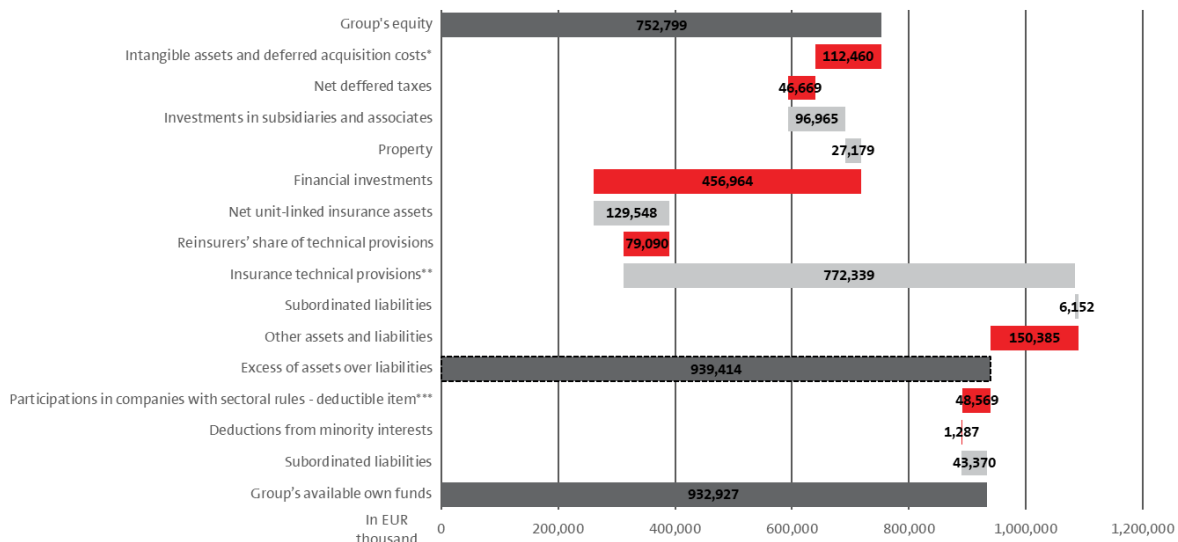 Group's equity 752,799
Intangible assets and deferred acquisition costs* 112,460
Net deffered taxes 46,669
Investments in subsidiaries and associates 96,965
Property 27,179
Financial investments 456,964
Net unit-linked insurance assets 129,548
Reinsurers’ share of technical provisions 79,090
Insurance technical provisions** 772,339
Subordinated liabilities 6,152
Other assets and liabilities 150,385
Excess of assets over liabilities 939,414
Participations in companies with sectoral rules - deductible item*** 48,569
Deductions from minority interests 1,287
Subordinated liabilities 43,370
Group’s available own funds 932,927
In EUR
thousand
0 200,000 400,000 600,000 800,000 1,000,000 1,200,000